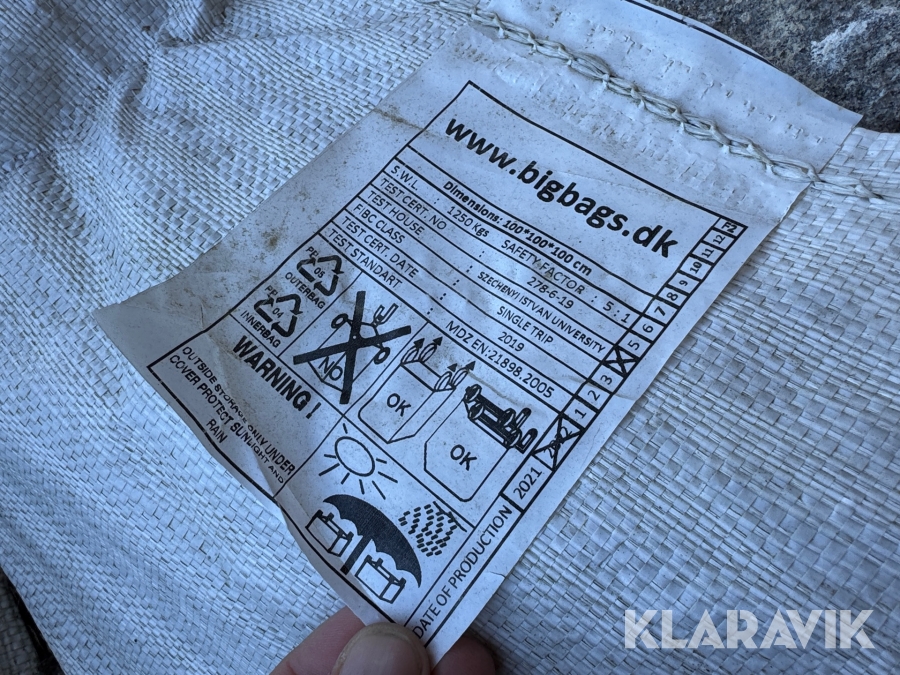 www.bigbags.dk
Dimensions: 100*100*100 cm
S.W.L : 1250 Kgs SAFETY FACTOR : 5 : 1
TEST CERT. NO : 278-6-19
TEST HOUSE : SZECHENYI ISTVAN UNIVERSITY
FIBC CLASS : SINGLE TRIP
TEST CERT. DATE : 2019
TEST STANDART : MDZ EN:21898.2005
PE
05
OUTERBAG
PE
04
INNERBAG
NO
OK
OK
WARNING !
OUTSIDE STORAGE ONLY UNDER
COVER PROTECT SUNLIGHT AND
RAIN
DATE OF PRODUCTION
2021
1 2 3
5 6 7 8 9 10 11 12
F2
KLARAVIK